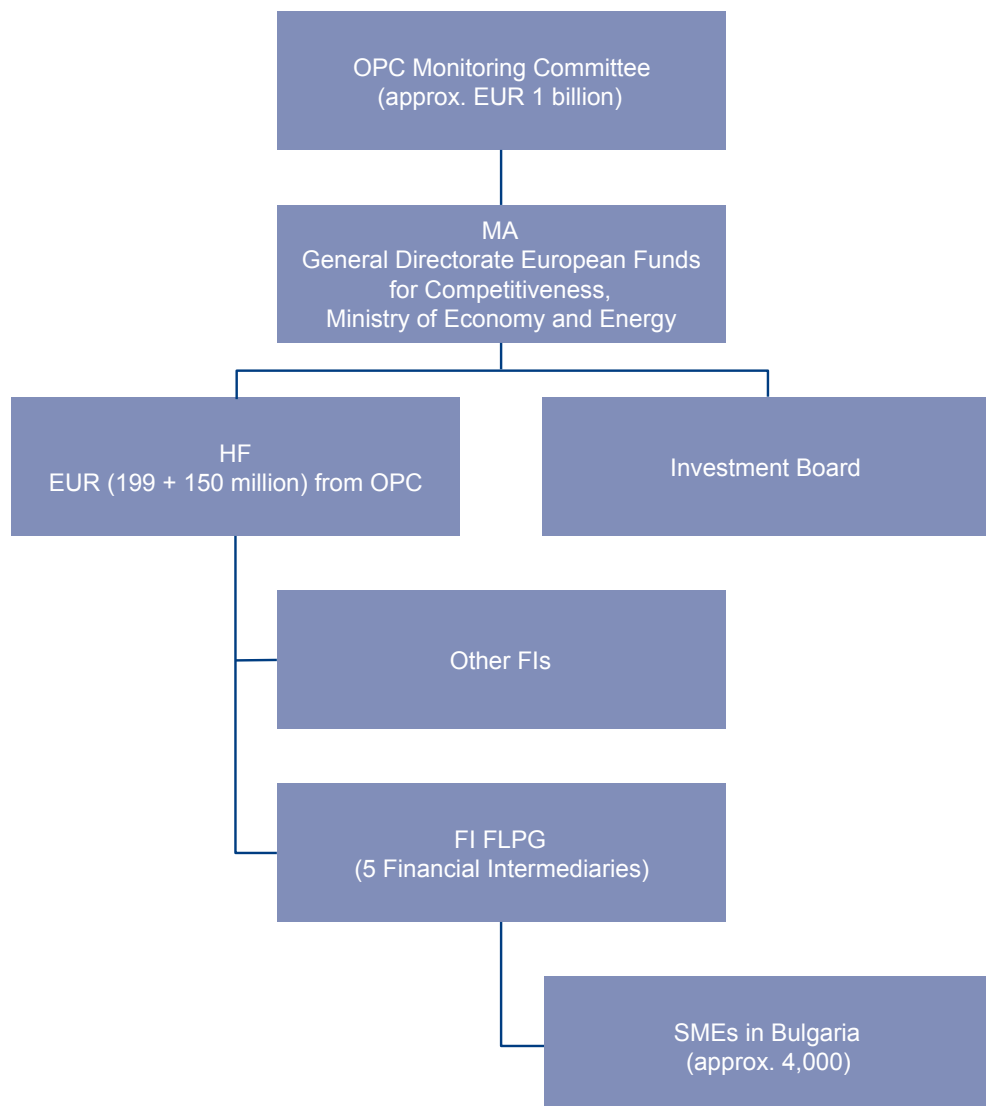 OPC Monitoring Committee
(approx. EUR 1 billion)
MA
General Directorate European Funds
for Competitiveness,
Ministry of Economy and Energy
HF
EUR (199 + 150 million) from OPC
Investment Board
Other FIs
FI FLPG
(5 Financial Intermediaries)
SMEs in Bulgaria
(approx. 4,000)